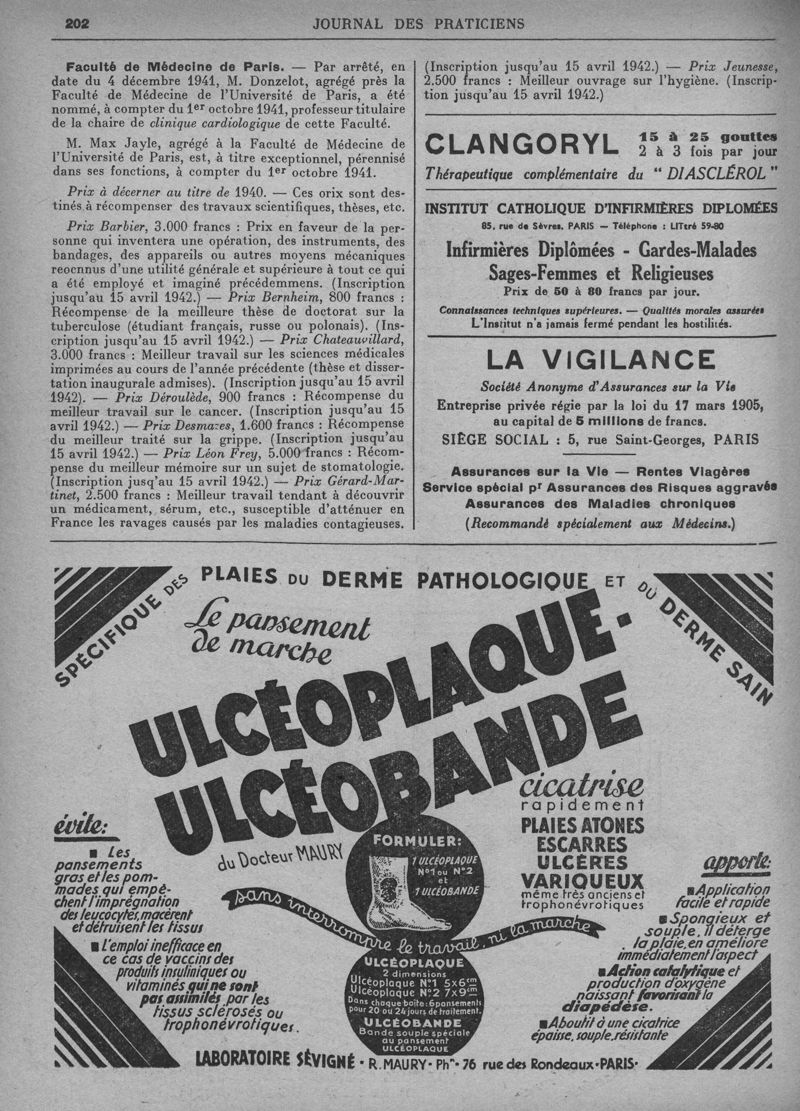 202
JOURNAL DES PRATICIENS
Faculté de Médecine de Paris. — Par arrêté, en
date du 4 décembre 1941, M. Donzelot, agrégé près la
Faculté de Médecine de l'Université de Paris, a été
nommé, à compter du 1er octobre 1941, professeur titulaire
de la chaire de clinique cardiologique de cette Faculté.
M. Max Jayle, agrégé à la Faculté de Médecine de
l'Université de Paris, est, à titre exceptionnel, pérennisé
dans ses fonctions, à compter du 1er octobre 1941.
Prix à décerner au titre de 1940. — Ces orix sont des-
tinés à récompenser des travaux scientifiques, thèses, etc.
Prix Barbier, 3.000 francs : Prix en faveur de la per-
sonne qui inventera une opération, des instruments, des
bandages, des appareils ou autres moyens mécaniques
reocnnus d'une utilité générale et supérieure à tout ce qui
a été employé et imaginé précédemmens. (Inscription
jusqu'au 15 avril 1942.) — Prix Bernheim, 800 francs :
Récompense de la meilleure thèse de doctorat sur la
tuberculose (étudiant français, russe ou polonais). (Ins-
cription jusqu'au 15 avril 1942.) — Prix Chateauvillard,
3.000 francs : Meilleur travail sur les sciences médicales
imprimées au cours de l'année précédente (thèse et disser-
tation inaugurale admises). (Inscription jusqu'au 15 avril
1942). — Prix Déroulède, 900 francs : Récompense du
meilleur travail sur le cancer. (Inscription jusqu'au 15
avril 1942.) — Prix Desmazes, 1.600 francs : Récompense
du meilleur traité sur la grippe. (Inscription jusqu'au
15 avril 1942.) — Prix Léon Frey, 5.000 francs : Récom-
pense du meilleur mémoire sur un sujet de stomatologie.
(Inscription jusq'au 15 avril 1942.) — Prix Gérard-Mar-
tinet, 2.500 francs : Meilleur travail tendant à découvrir
un médicament, sérum, etc., susceptible d'atténuer en
France les ravages causés par les maladies contagieuses.
(Inscription jusqu'au 15 avril 1942.) — Prix Jeunesse,
2.500 francs : Meilleur ouvrage sur l'hygiène. (Inscrip-
tion jusqu'au 15 avril 1942.)
CLANGORYL 15 à 25 gouttes
2 à 3 fois par jour
Thérapeutique complémentaire du " DIASCLÉROL "
INSTITUT CATHOLIQUE D'INFIRMIÈRES DIPLOMÉES
85, rue de Sèvres, PARIS — Téléphone : LITtré 59-80
Infirmières Diplômées - Gardes-Malades
Sages-Femmes et Religieuses
Prix de 50 à 80 francs par jour.
Connaissances techniques supérieures. — Qualités morales assurées
L'Institut n'a jamais fermé pendant les hostilités.
LA VIGILANCE
Société Anonyme d'Assurances sur la Vie
Entreprise privée régie par la loi du 17 mars 1905,
au capital de 5 millions de francs.
SIÈGE SOCIAL : 5, rue Saint-Georges, PARIS
Assurances sur la Vie — Rentes Viagères
Service spécial pr Assurances des Risques aggravés
Assurances des Maladies chroniques
(Recommandé spécialement aux Médecins.)
SPÉCIFIQUE DES PLAIES DU DERME PATHOLOGIQUE ET DU DERME SAIN
Le pansement
de marche
ULCÉOPLAQUE-
ULCÉOBANDE
du Docteur MAURY
cicatrise
rapidement
PLAIES ATONES
ESCARRES
ULCÈRES
VARIQUEUX
même très anciens et
trophonévrotiques
évite:
■ Les
pansements
gras et les pom-
mades qui empê-
chent l'imprégnation
des leucocytes, macèrent
et détruisent les tissus
■ L'emploi inefficace en
ce cas de vaccins des
produits insuliniques ou
vitaminés qui ne sont
pas assimilés par les
tissus scléroses ou
trophonévrotiques.
FORMULER:
1 ULCÉOPLAQUE
N°1 ou N°2
et
1 ULCÉOBANDE
sans interrompre le travail, ni la marche
ULCÉOPLAQUE
2 dimensions
Ulcéoplaque N°1 5x6cm
Ulcéoplaque N°2 7x9cm
Dans chaque boîte: 6 pansements
pour 20 ou 24 jours de traitement.
ULCÉOBANDE
Bande souple spéciale
au pansement
ULCÉOPLAQUE
apporte:
■ Application
facile et rapide
■ Spongieux et
souple, il déterge
la plaie, en améliore
immédiatement l'aspect
■ Action catalytique et
production d'oxygène
naissant favorisant la
diapédèse.
■ Aboutit à une cicatrice
épaisse, souple, résistante
LABORATOIRE SÉVIGNÉ • R. MAURY • Phen • 76 rue des Rondeaux • PARIS •